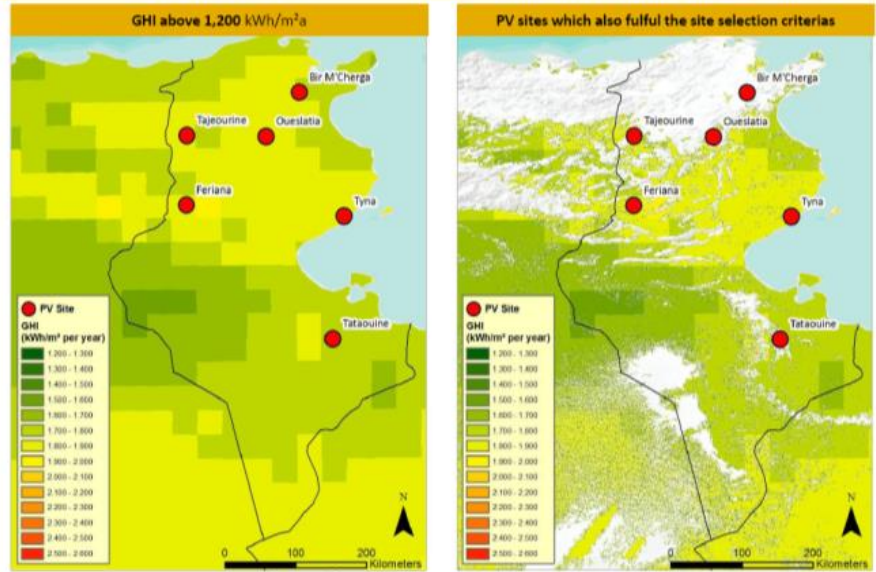 GHI above 1,200 kWh/m²a
Bir M'Cherga
Tajeourine
Oueslatia
Feriana
Tyna
Tataouine
PV Site
GHI
(kWh/m² per year)
1.200 - 1.300
1.300 - 1.400
1.400 - 1.500
1.500 - 1.600
1.600 - 1.700
1.700 - 1.800
1.800 - 1.900
1.900 - 2.000
2.000 - 2.100
2.100 - 2.200
2.200 - 2.300
2.300 - 2.400
2.400 - 2.500
2.500 - 2.600
N
0 100 200
Kilometers
PV sites which also fulful the site selection criterias
Bir M'Cherga
Tajeourine
Oueslatia
Feriana
Tyna
Tataouine
PV Site
GHI
(kWh/m² per year)
1.200 - 1.300
1.300 - 1.400
1.400 - 1.500
1.500 - 1.600
1.600 - 1.700
1.700 - 1.800
1.800 - 1.900
1.900 - 2.000
2.000 - 2.100
2.100 - 2.200
2.200 - 2.300
2.300 - 2.400
2.400 - 2.500
2.500 - 2.600
N
0 100 200
Kilometers